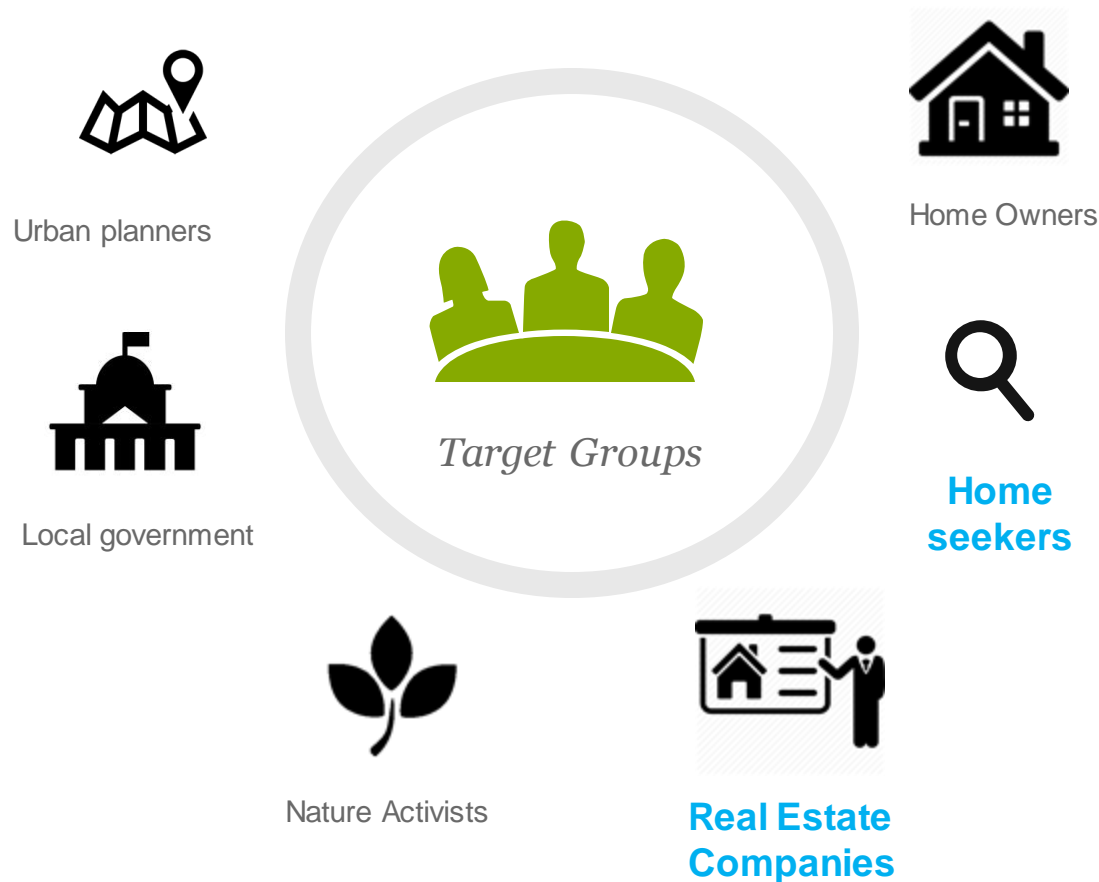 Urban planners
Home Owners
Target Groups
Home
seekers
Local government
Nature Activists
Real Estate
Companies